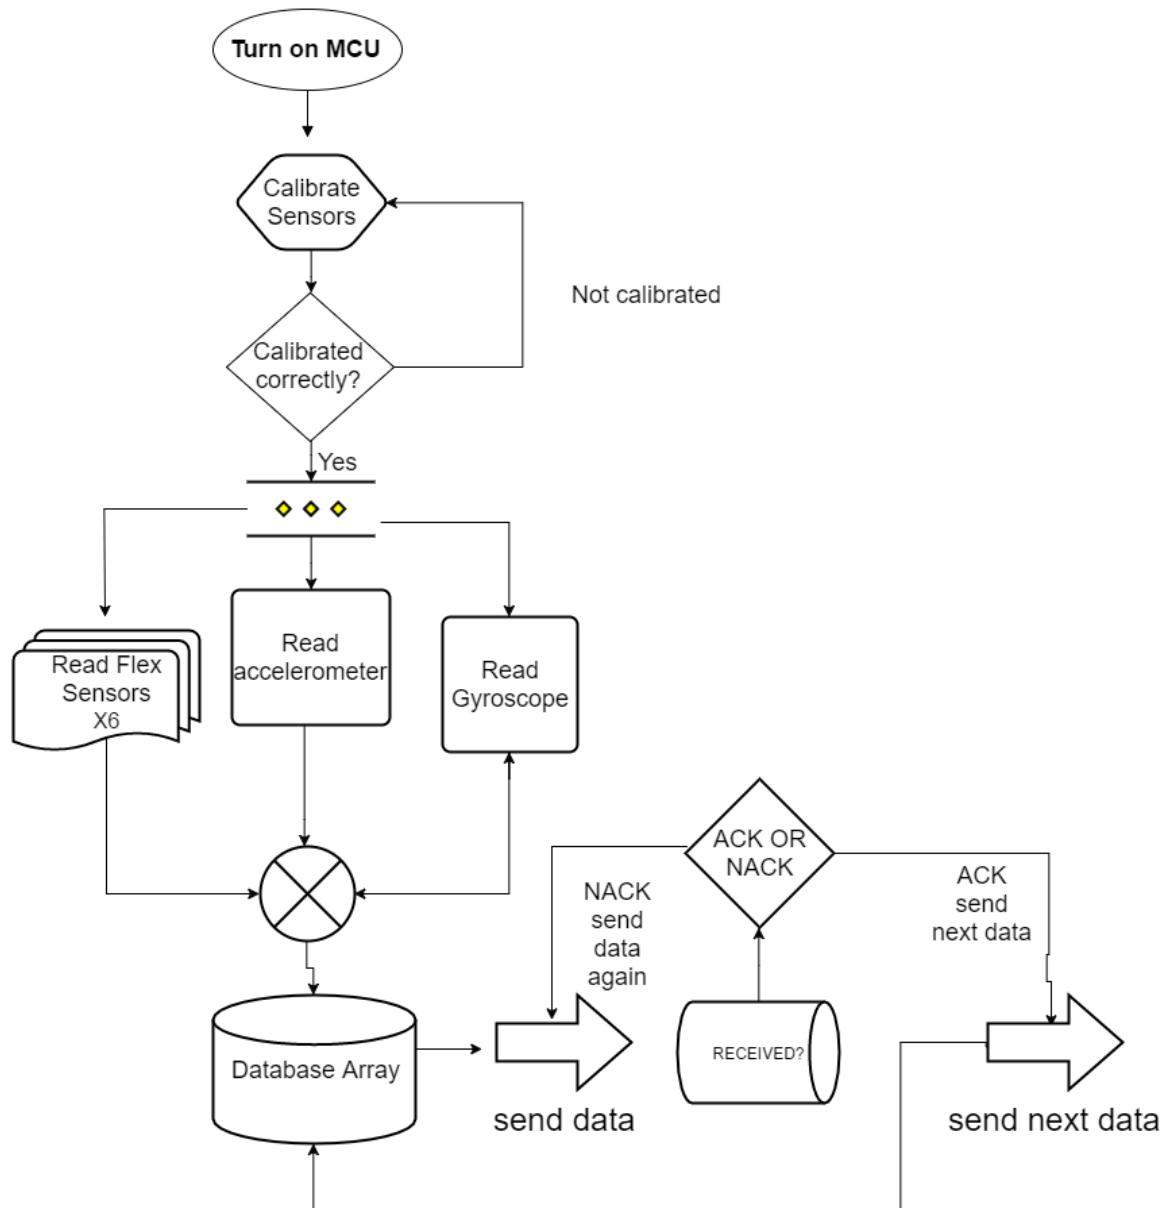 Turn on MCU
Calibrate
Sensors
Not calibrated
Calibrated
correctly?
Yes
Read Flex
Sensors
X6
Read
accelerometer
Read
Gyroscope
ACK OR
NACK
NACK
send
data
again
ACK
send
next data
RECEIVED?
Database Array
send data
send next data